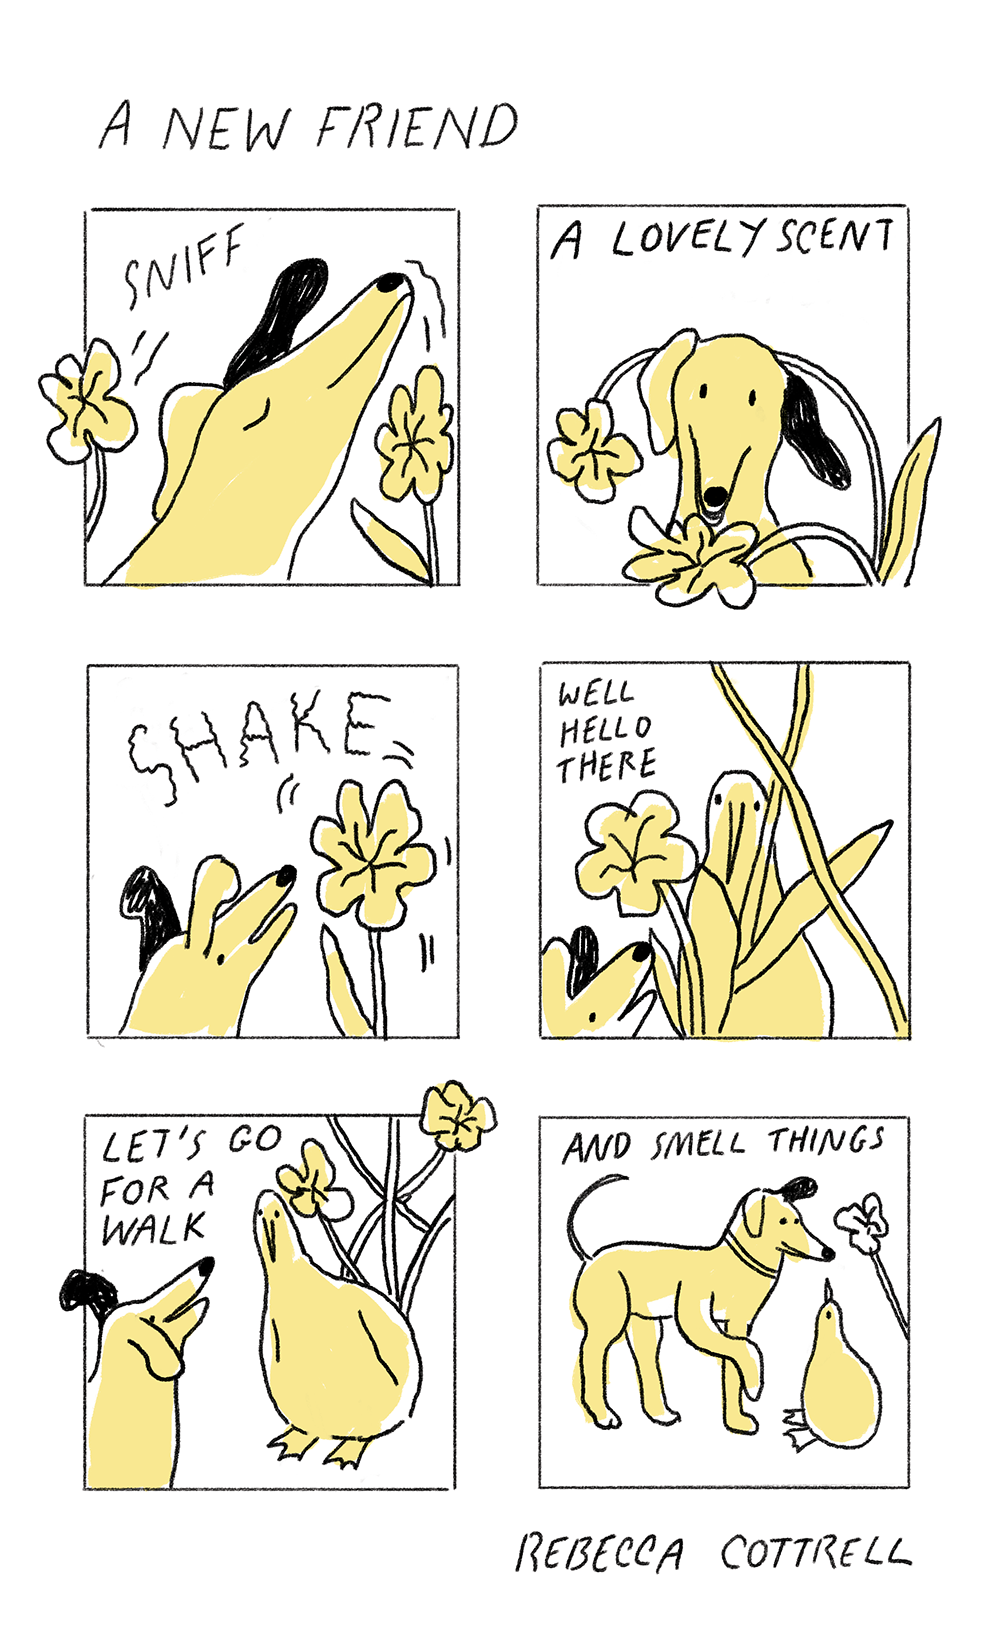 A NEW FRIEND
SNIFF
A LOVELY SCENT
SHAKE
WELL
HELLO
THERE
LET'S GO
FOR A
WALK
AND SMELL THINGS
REBECCA COTTRELL